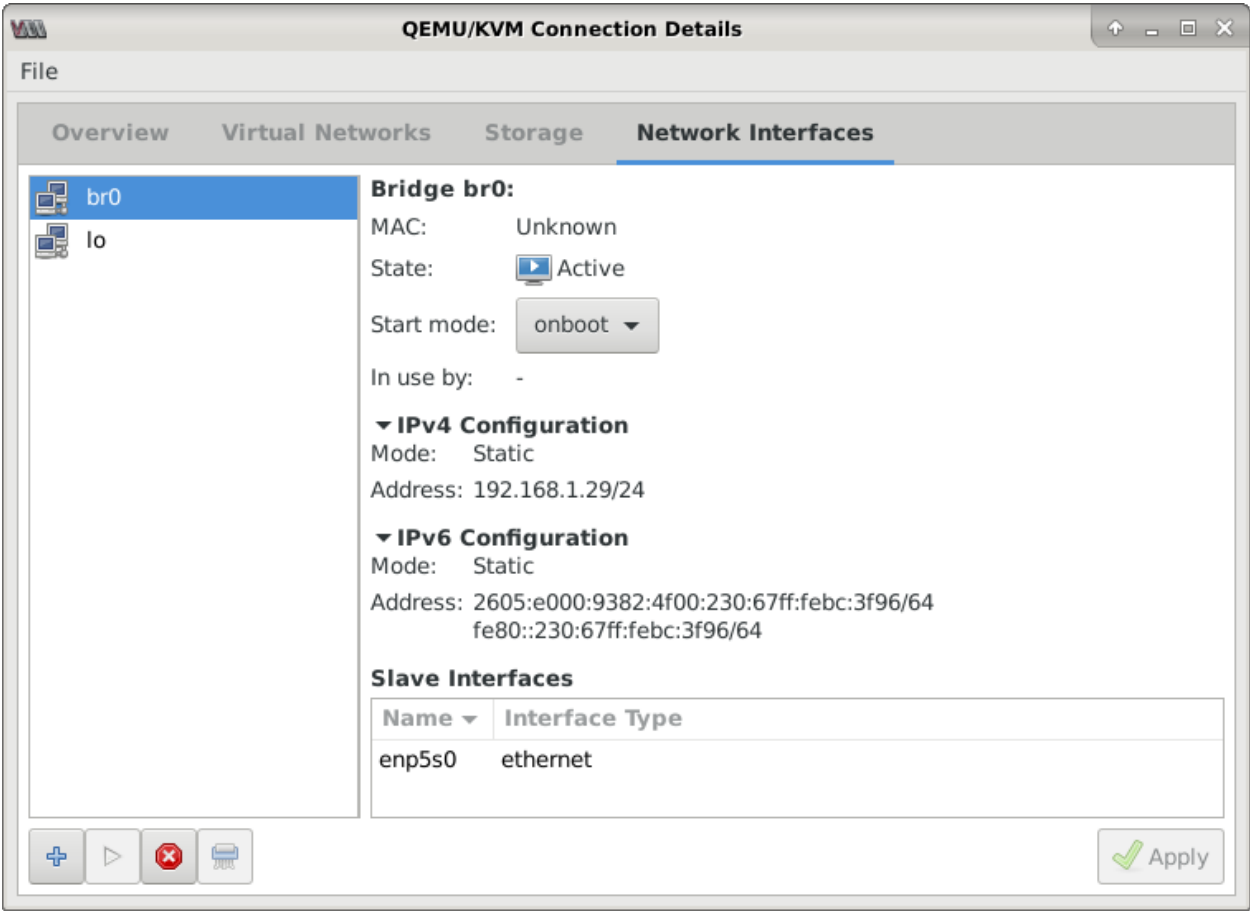 QEMU/KVM Connection Details
File
Overview Virtual Networks Storage Network Interfaces
br0
lo
Bridge br0:
MAC: Unknown
State: Active
Start mode: onboot
In use by: -
IPv4 Configuration
Mode: Static
Address: 192.168.1.29/24
IPv6 Configuration
Mode: Static
Address: 2605:e000:9382:4f00:230:67ff:febc:3f96/64
fe80::230:67ff:febc:3f96/64
Slave Interfaces
Name Interface Type
enp5s0 ethernet
Apply